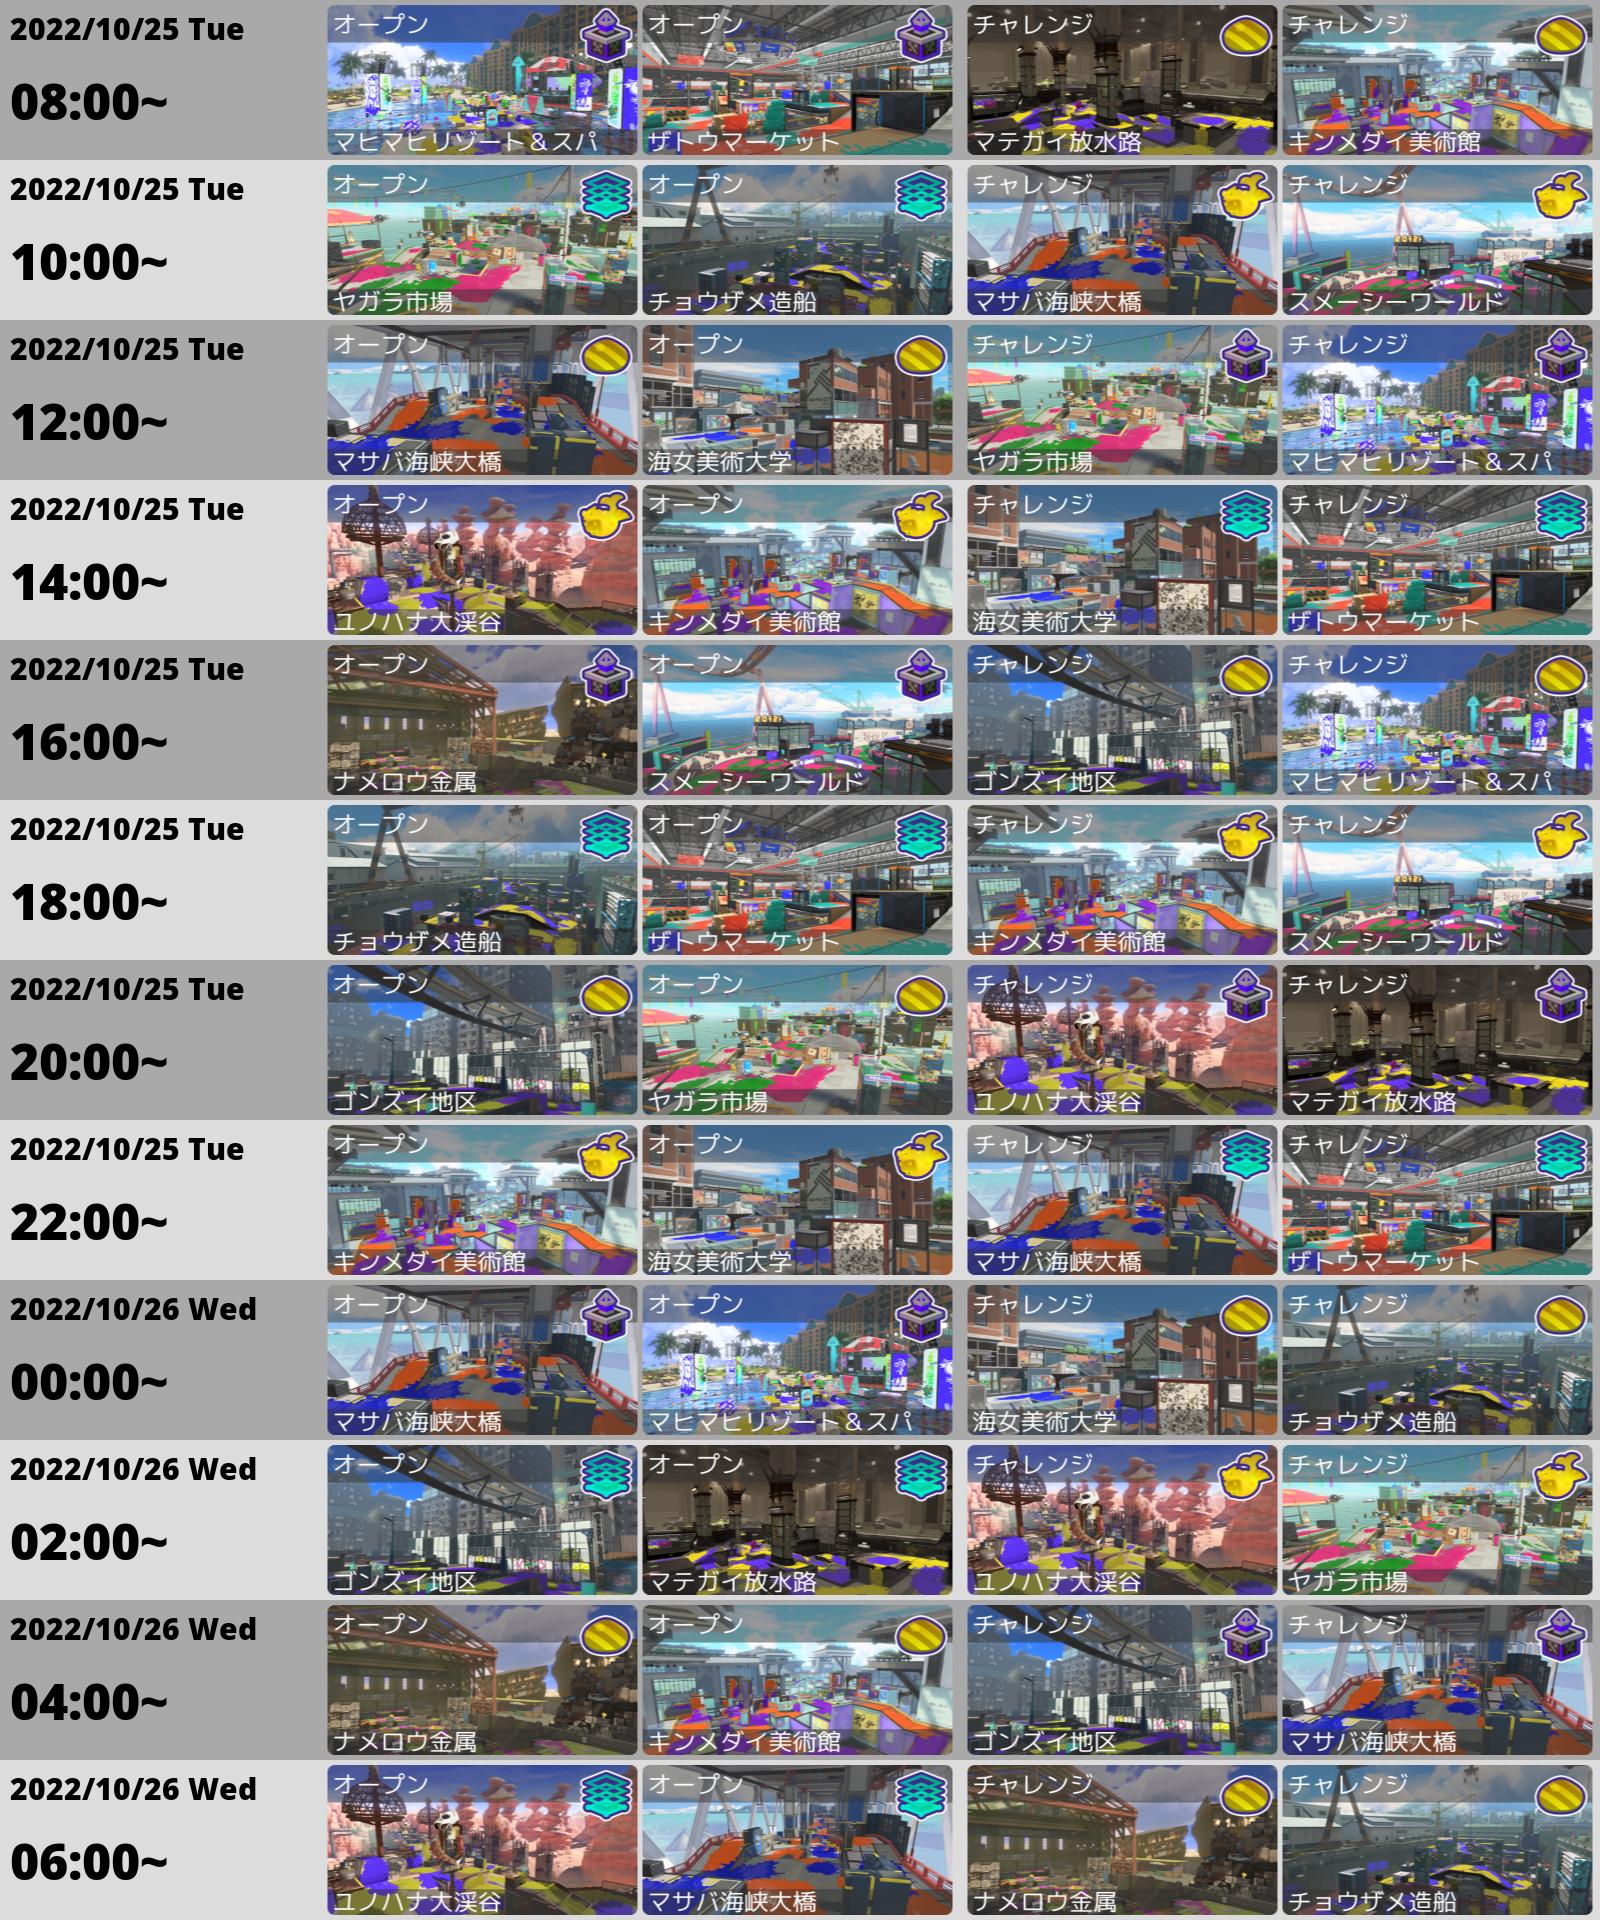 2022/10/25 Tue
08:00~
オープン
マヒマヒリゾート＆スパ
オープン
ザトウマーケット
チャレンジ
マテガイ放水路
チャレンジ
キンメダイ美術館
2022/10/25 Tue
10:00~
オープン
ヤガラ市場
オープン
チョウザメ造船
チャレンジ
マサバ海峡大橋
チャレンジ
スメーシーワールド
2022/10/25 Tue
12:00~
オープン
マサバ海峡大橋
オープン
海女美術大学
チャレンジ
ヤガラ市場
チャレンジ
マヒマヒリゾート＆スパ
2022/10/25 Tue
14:00~
オープン
ユノハナ大渓谷
オープン
キンメダイ美術館
チャレンジ
海女美術大学
チャレンジ
ザトウマーケット
2022/10/25 Tue
16:00~
オープン
ナメロウ金属
オープン
スメーシーワールド
チャレンジ
ゴンズイ地区
チャレンジ
マヒマヒリゾート＆スパ
2022/10/25 Tue
18:00~
オープン
チョウザメ造船
オープン
ザトウマーケット
チャレンジ
キンメダイ美術館
チャレンジ
スメーシーワールド
2022/10/25 Tue
20:00~
オープン
ゴンズイ地区
オープン
ヤガラ市場
チャレンジ
ユノハナ大渓谷
チャレンジ
マテガイ放水路
2022/10/25 Tue
22:00~
オープン
キンメダイ美術館
オープン
海女美術大学
チャレンジ
マサバ海峡大橋
チャレンジ
ザトウマーケット
2022/10/26 Wed
00:00~
オープン
マサバ海峡大橋
オープン
マヒマヒリゾート＆スパ
チャレンジ
海女美術大学
チャレンジ
チョウザメ造船
2022/10/26 Wed
02:00~
オープン
ゴンズイ地区
オープン
マテガイ放水路
チャレンジ
ユノハナ大渓谷
チャレンジ
ヤガラ市場
2022/10/26 Wed
04:00~
オープン
ナメロウ金属
オープン
キンメダイ美術館
チャレンジ
ゴンズイ地区
チャレンジ
マサバ海峡大橋
2022/10/26 Wed
06:00~
オープン
ユノハナ大渓谷
オープン
マサバ海峡大橋
チャレンジ
ナメロウ金属
チャレンジ
チョウザメ造船